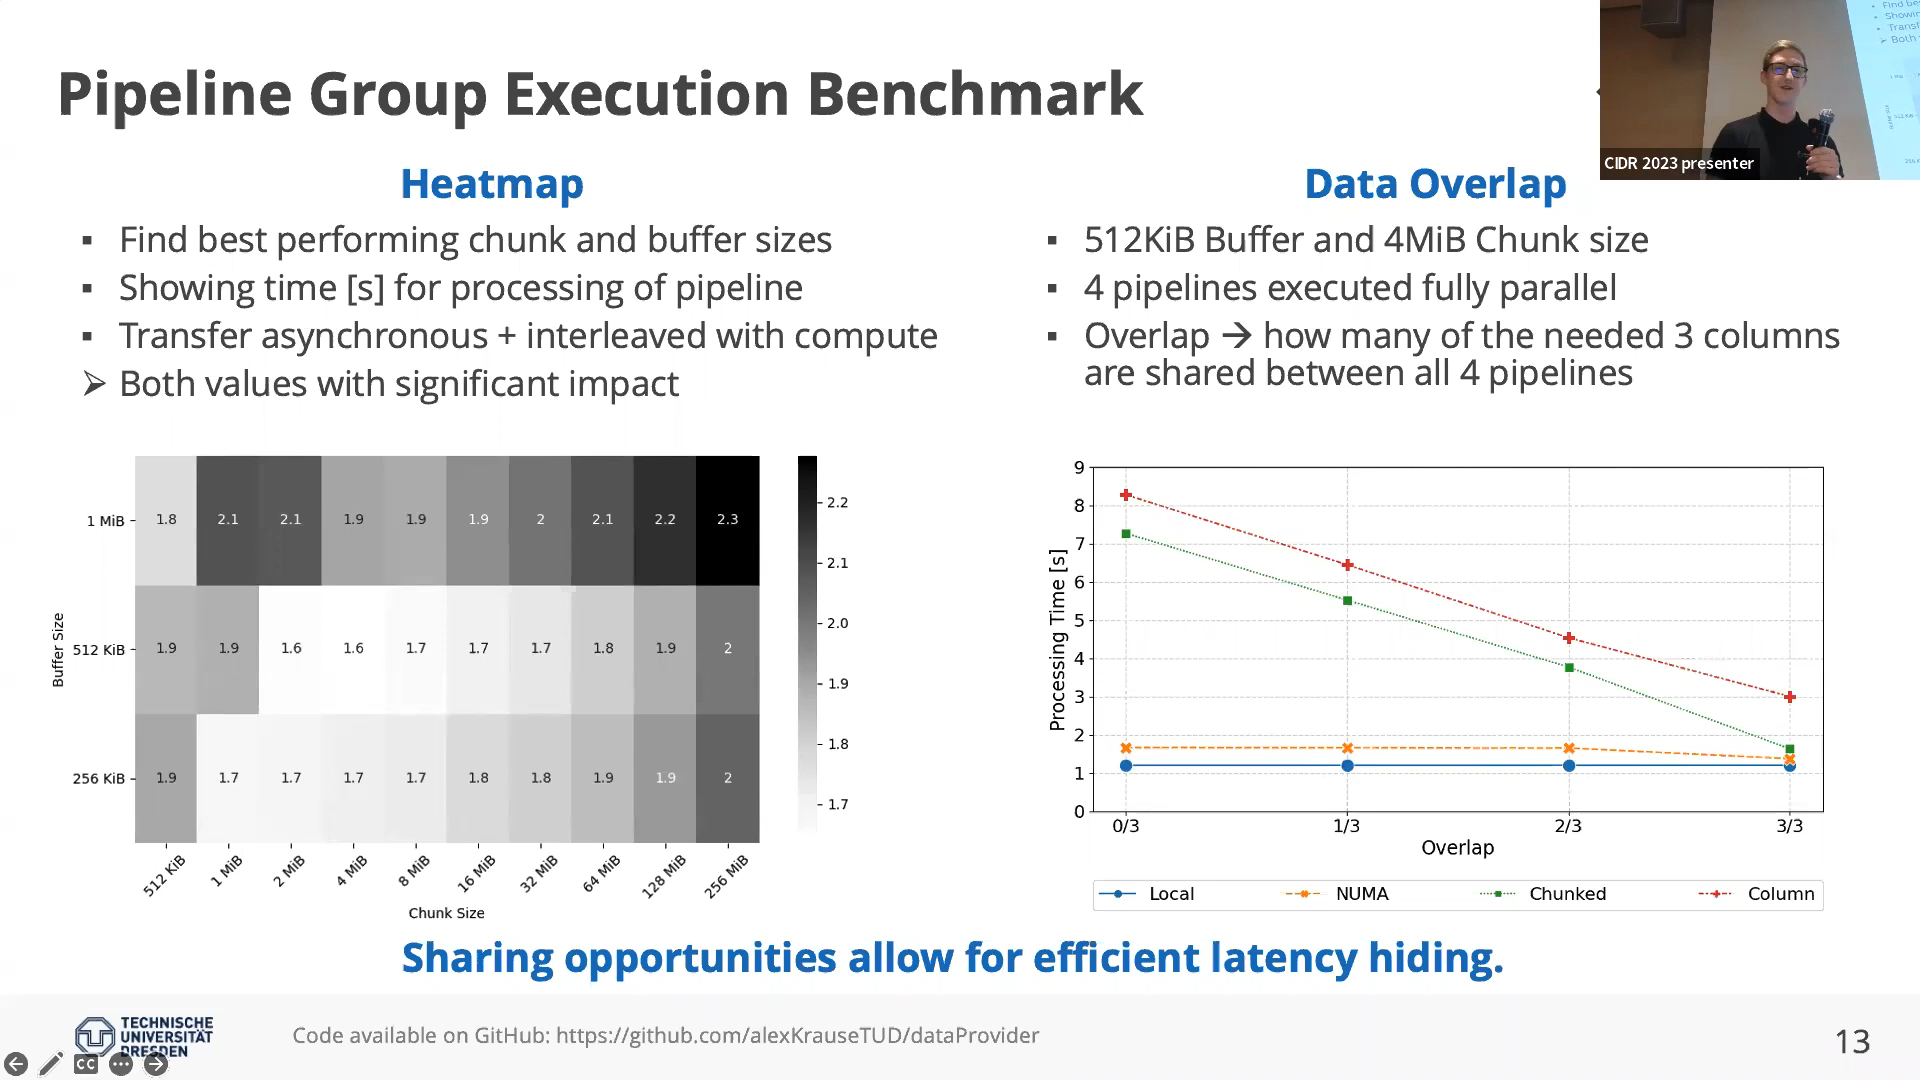 Pipeline Group Execution Benchmark
CIDR 2023 presenter
Heatmap
▪ Find best performing chunk and buffer sizes
▪ Showing time [s] for processing of pipeline
▪ Transfer asynchronous + interleaved with compute
➢ Both values with significant impact
Data Overlap
▪ 512KiB Buffer and 4MiB Chunk size
▪ 4 pipelines executed fully parallel
▪ Overlap → how many of the needed 3 columns
are shared between all 4 pipelines
Buffer Size
1 MiB 1.8 2.1 2.1 1.9 1.9 1.9 2 2.1 2.2 2.3
512 KiB 1.9 1.9 1.6 1.6 1.7 1.7 1.7 1.8 1.9 2
256 KiB 1.9 1.7 1.7 1.7 1.7 1.8 1.8 1.9 1.9 2
512 KiB 1 MiB 2 MiB 4 MiB 8 MiB 16 MiB 32 MiB 64 MiB 128 MiB 256 MiB
Chunk Size
2.2
2.1
2.0
1.9
1.8
1.7
Processing Time [s]
9
8
7
6
5
4
3
2
1
0
0/3 1/3 2/3 3/3
Overlap
Local NUMA Chunked Column
Sharing opportunities allow for efficient latency hiding.
TECHNISCHE
UNIVERSITÄT
DRESDEN
Code available on GitHub: https://github.com/alexKrauseTUD/dataProvider
13
CC